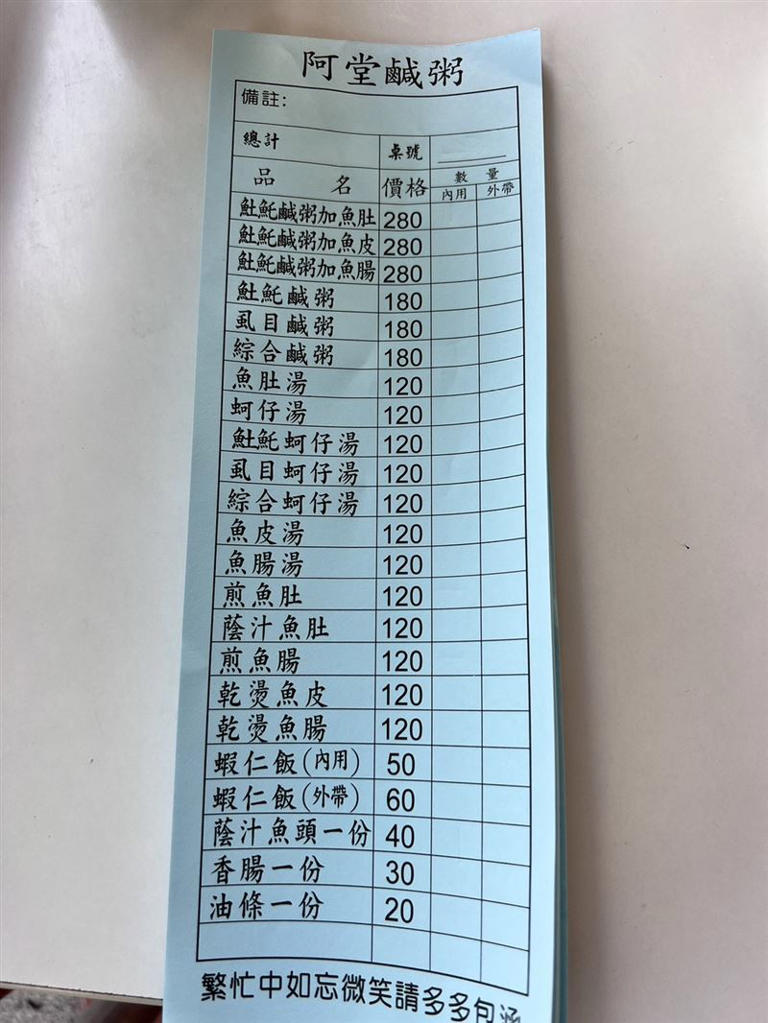 阿堂鹹粥
備註:
總計 桌號
品名 價格 數量
內用 外帶
魠魠鹹粥加魚肚 280
魠魠鹹粥加魚皮 280
魠魠鹹粥加魚腸 280
魠魠鹹粥 180
虱目鹹粥 180
綜合鹹粥 180
魚肚湯 120
蚵仔湯 120
魠魠蚵仔湯 120
虱目蚵仔湯 120
綜合蚵仔湯 120
魚皮湯 120
魚腸湯 120
煎魚肚 120
蔭汁魚肚 120
煎魚腸 120
乾燙魚皮 120
乾燙魚腸 120
蝦仁飯(內用) 50
蝦仁飯(外帶) 60
蔭汁魚頭一份 40
香腸一份 30
油條一份 20
繁忙中如忘微笑請多多包涵